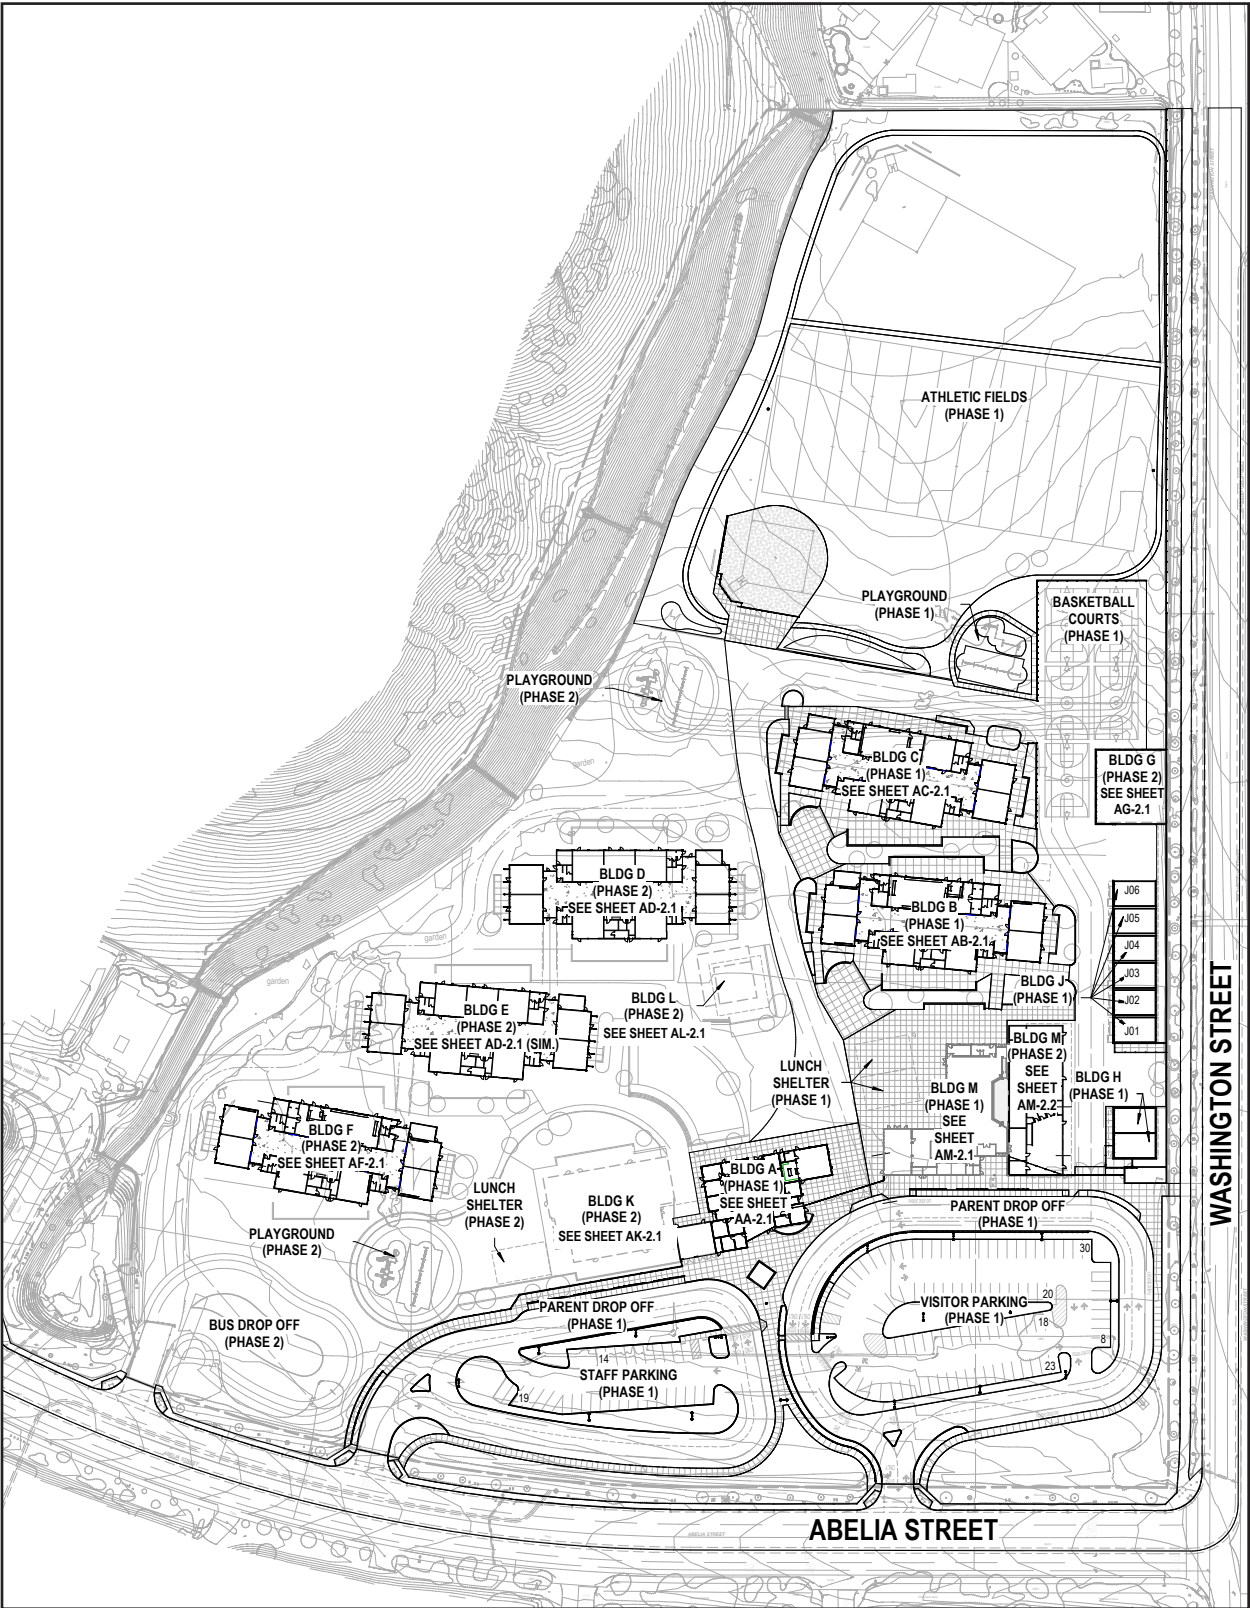 ATHLETIC FIELDS
(PHASE 1)
PLAYGROUND
(PHASE 1)
BASKETBALL
COURTS
(PHASE 1)
PLAYGROUND
(PHASE 2)
garden
BLDG C
(PHASE 1)
SEE SHEET AC-2.1
BLDG G
(PHASE 2)
SEE SHEET
AG-2.1
BLDG D
(PHASE 2)
SEE SHEET AD-2.1
BLDG B
(PHASE 1)
SEE SHEET AB-2.1
J06
J05
J04
J03
J02
J01
garden
garden
BLDG J
(PHASE 1)
BLDG L
(PHASE 2)
SEE SHEET AL-2.1
BLDG E
(PHASE 2)
SEE SHEET AD-2.1 (SIM.)
WASHINGTON STREET
LUNCH
SHELTER
(PHASE 1)
BLDG M
(PHASE 1)
SEE
SHEET
AM-2.1
BLDG M
(PHASE 2)
SEE
SHEET
AM-2.2
BLDG H
(PHASE 1)
BLDG F
(PHASE 2)
SEE SHEET AF-2.1
BLDG A
(PHASE 1)
SEE SHEET
AA-2.1
LUNCH
SHELTER
(PHASE 2)
BLDG K
(PHASE 2)
SEE SHEET AK-2.1
PLAYGROUND
(PHASE 2)
PARENT DROP OFF
(PHASE 1)
30
20
VISITOR PARKING
(PHASE 1)
18
8
23
BUS DROP OFF
(PHASE 2)
PARENT DROP OFF
(PHASE 1)
14
STAFF PARKING
(PHASE 1)
19
ABELIA STREET
ABELIA STREET